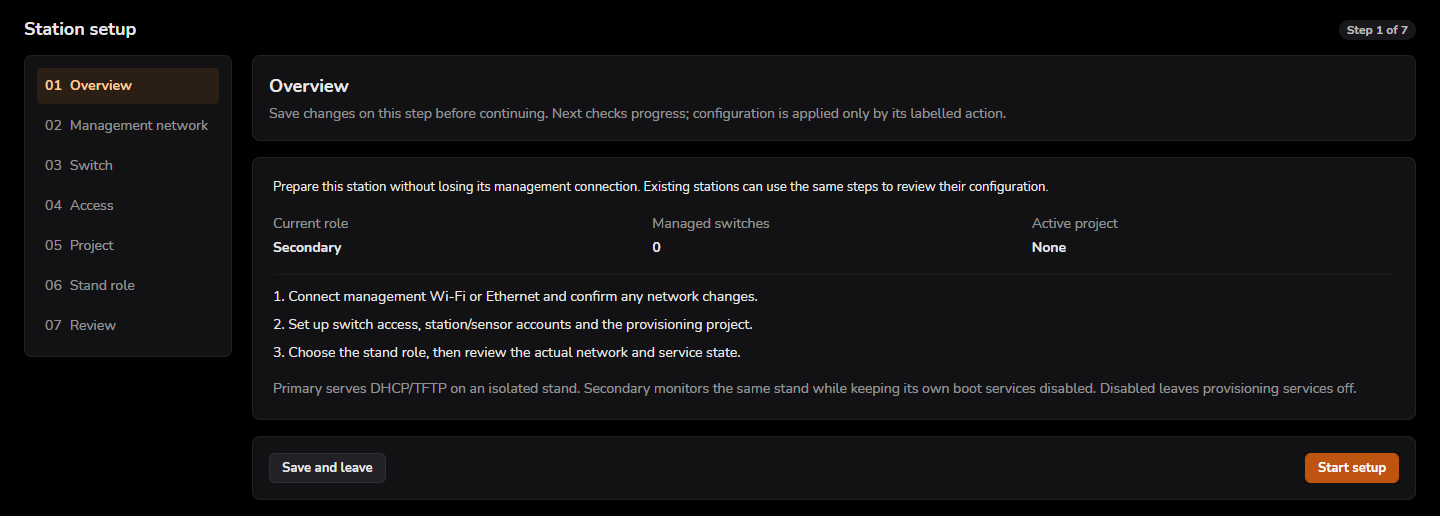 Station setup
Step 1 of 7
01 Overview
02 Management network
03 Switch
04 Access
05 Project
06 Stand role
07 Review
Overview
Save changes on this step before continuing. Next checks progress; configuration is applied only by its labelled action.
Prepare this station without losing its management connection. Existing stations can use the same steps to review their configuration.
Current role
Secondary
Managed switches
0
Active project
None
1. Connect management Wi-Fi or Ethernet and confirm any network changes.
2. Set up switch access, station/sensor accounts and the provisioning project.
3. Choose the stand role, then review the actual network and service state.
Primary serves DHCP/TFTP on an isolated stand. Secondary monitors the same stand while keeping its own boot services disabled. Disabled leaves provisioning services off.
Save and leave
Start setup